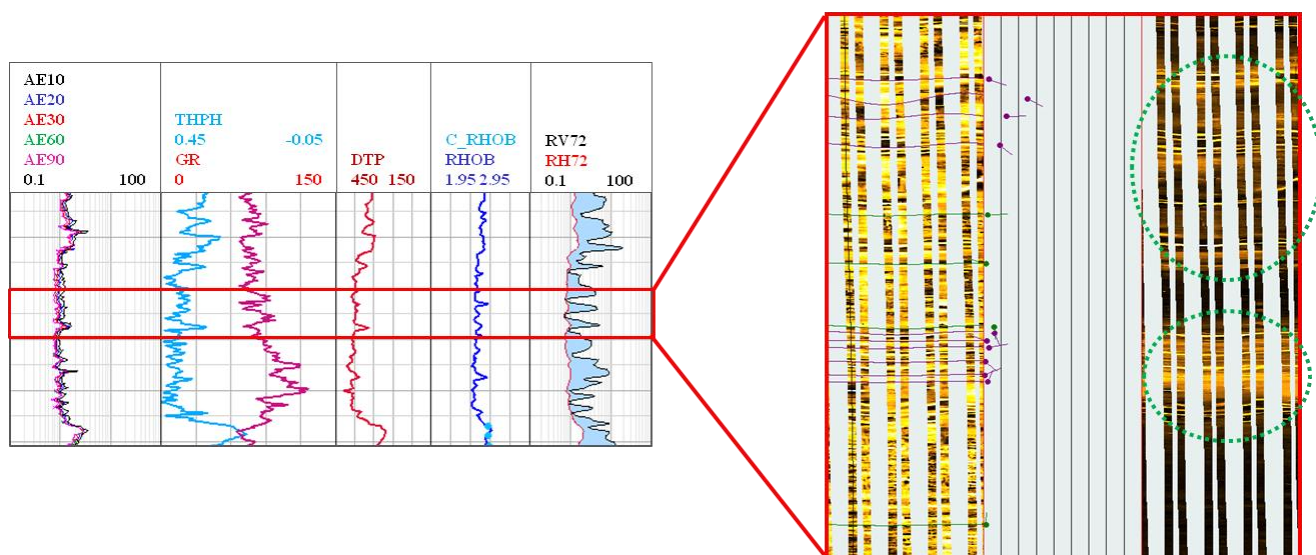 AE10
AE20
AE30
AE60
AE90
0.1 100
THPH
0.45 -0.05
GR
0 150
DTP
450 150
C_RHOB
RHOB
1.95 2.95
RV72
RH72
0.1 100